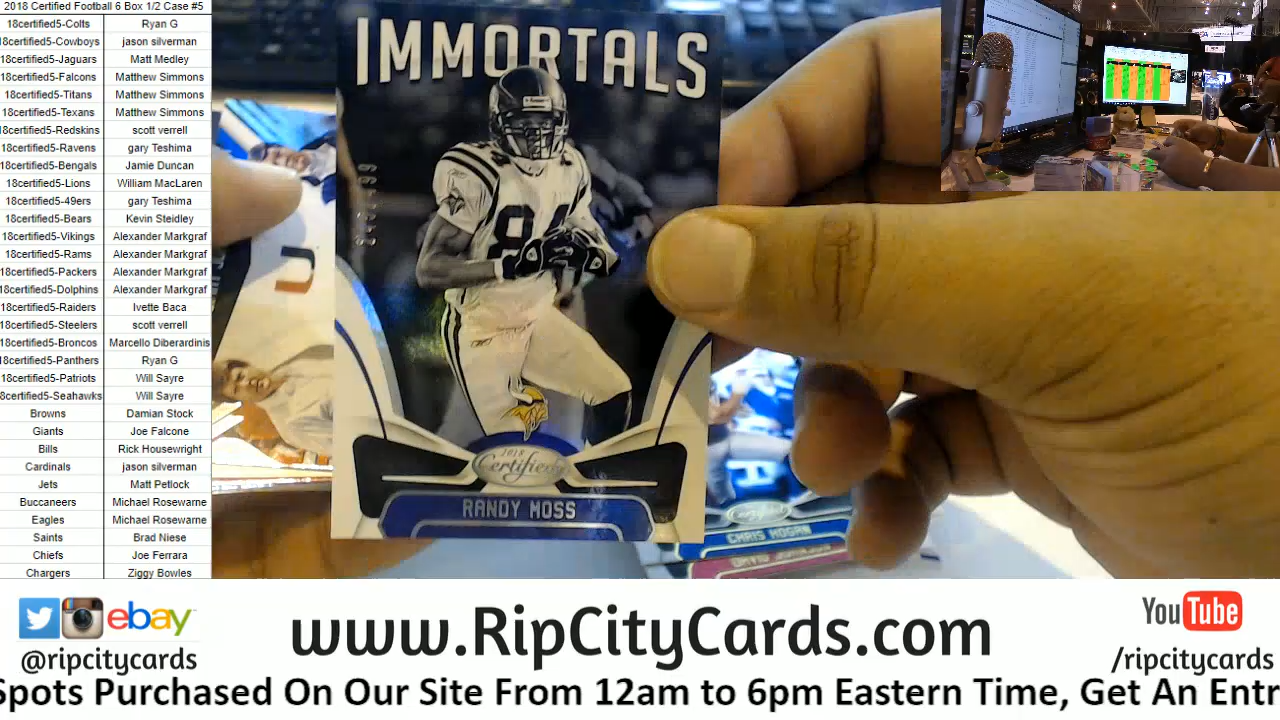 2018 Certified Football 6 Box 1/2 Case #5
18certified5-Colts Ryan G
18certified5-Cowboys jason silverman
18certified5-Jaguars Matt Medley
18certified5-Falcons Matthew Simmons
18certified5-Titans Matthew Simmons
18certified5-Texans Matthew Simmons
18certified5-Redskins scott verrell
18certified5-Ravens gary Teshima
18certified5-Bengals Jamie Duncan
18certified5-Lions William MacLaren
18certified5-49ers gary Teshima
18certified5-Bears Kevin Steidley
18certified5-Vikings Alexander Markgraf
18certified5-Rams Alexander Markgraf
18certified5-Packers Alexander Markgraf
18certified5-Dolphins Alexander Markgraf
18certified5-Raiders Ivette Baca
18certified5-Steelers scott verrell
18certified5-Broncos Marcello Diberardinis
18certified5-Panthers Ryan G
18certified5-Patriots Will Sayre
8certified5-Seahawks Will Sayre
Browns Damian Stock
Giants Joe Falcone
Bills Rick Housewright
Cardinals jason silverman
Jets Matt Petlock
Buccaneers Michael Rosewarne
Eagles Michael Rosewarne
Saints Brad Niese
Chiefs Joe Ferrara
Chargers Ziggy Bowles
IMMORTALS
84
2018
Certified
RANDY MOSS
U
CHRIS HOGAN
DAVID JOHNSON
ebay
@ripcitycards
www.RipCityCards.com
YouTube
/ripcitycards
Spots Purchased On Our Site From 12am to 6pm Eastern Time, Get An Entr